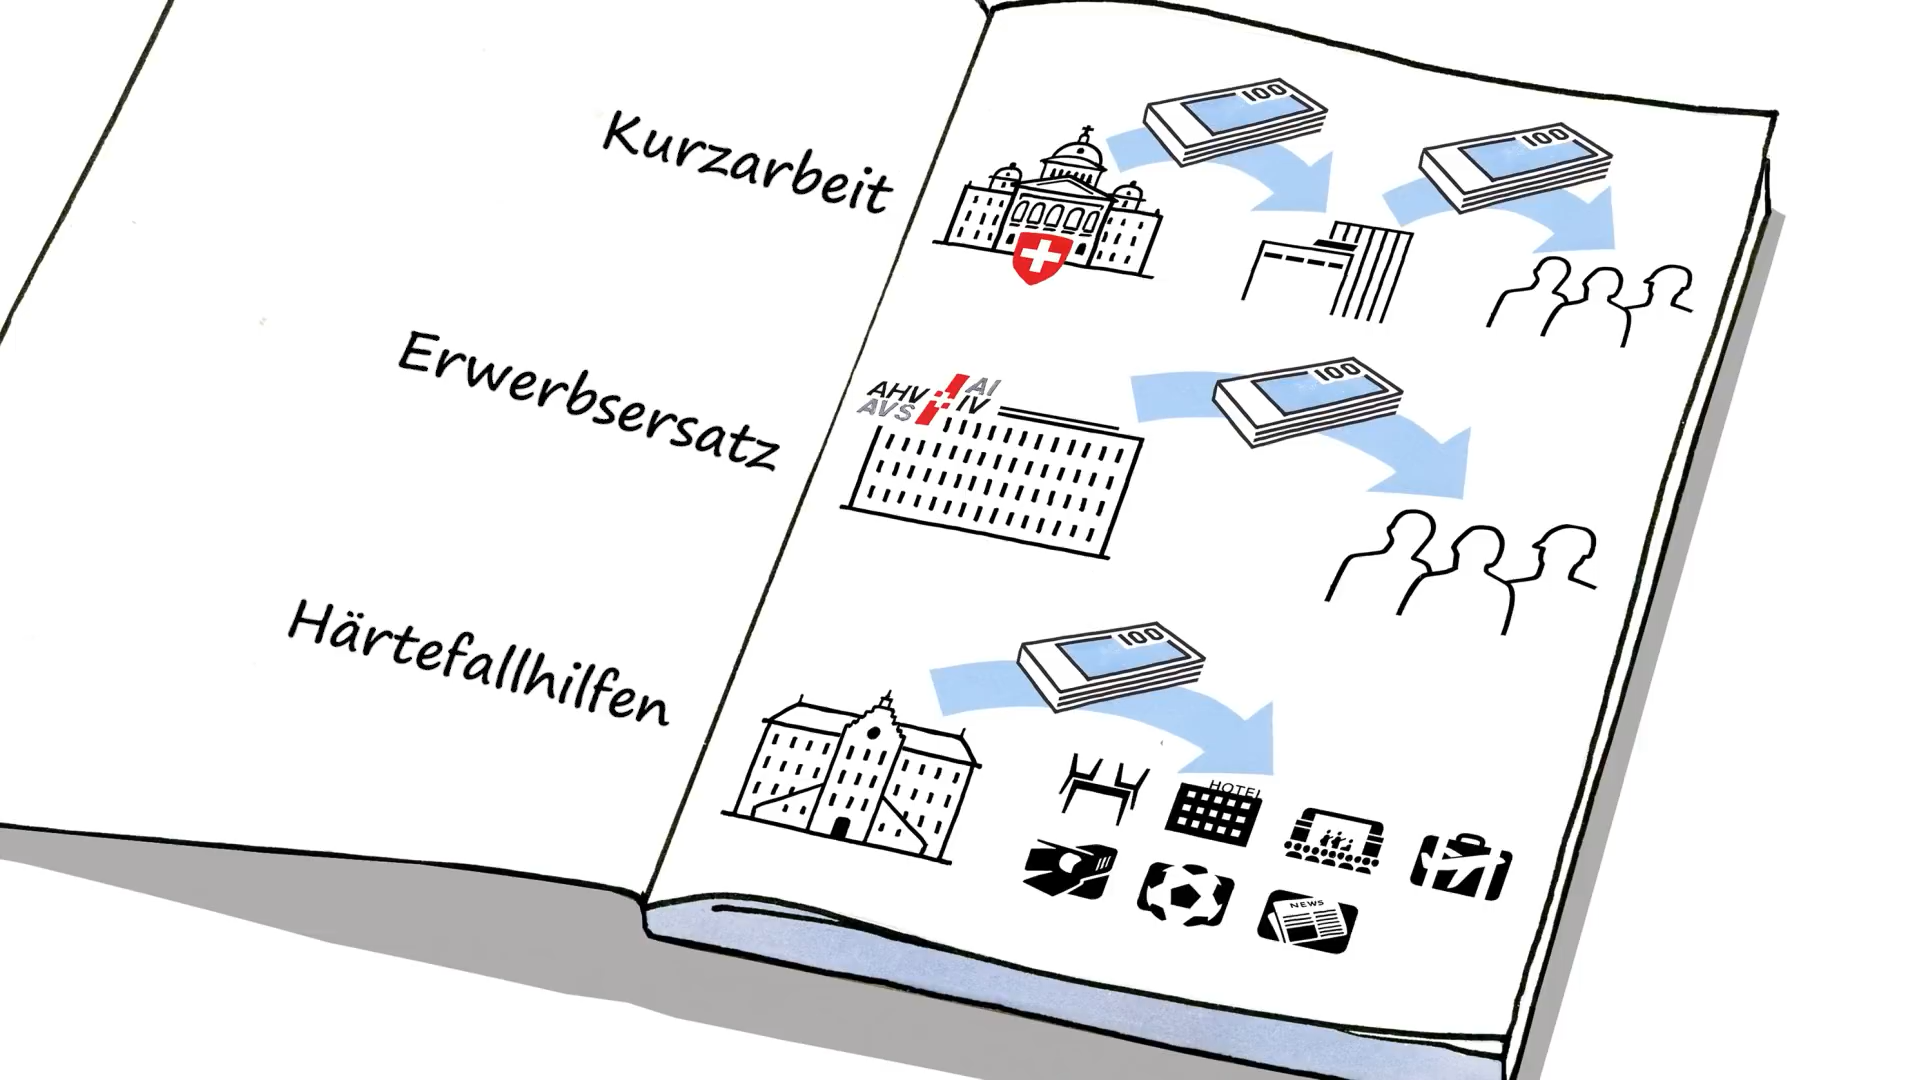 Kurzarbeit
100
100
Erwerbsersatz
AHV AI
AVS IV
100
Härtefallhilfen
100
HOTEL
NEWS